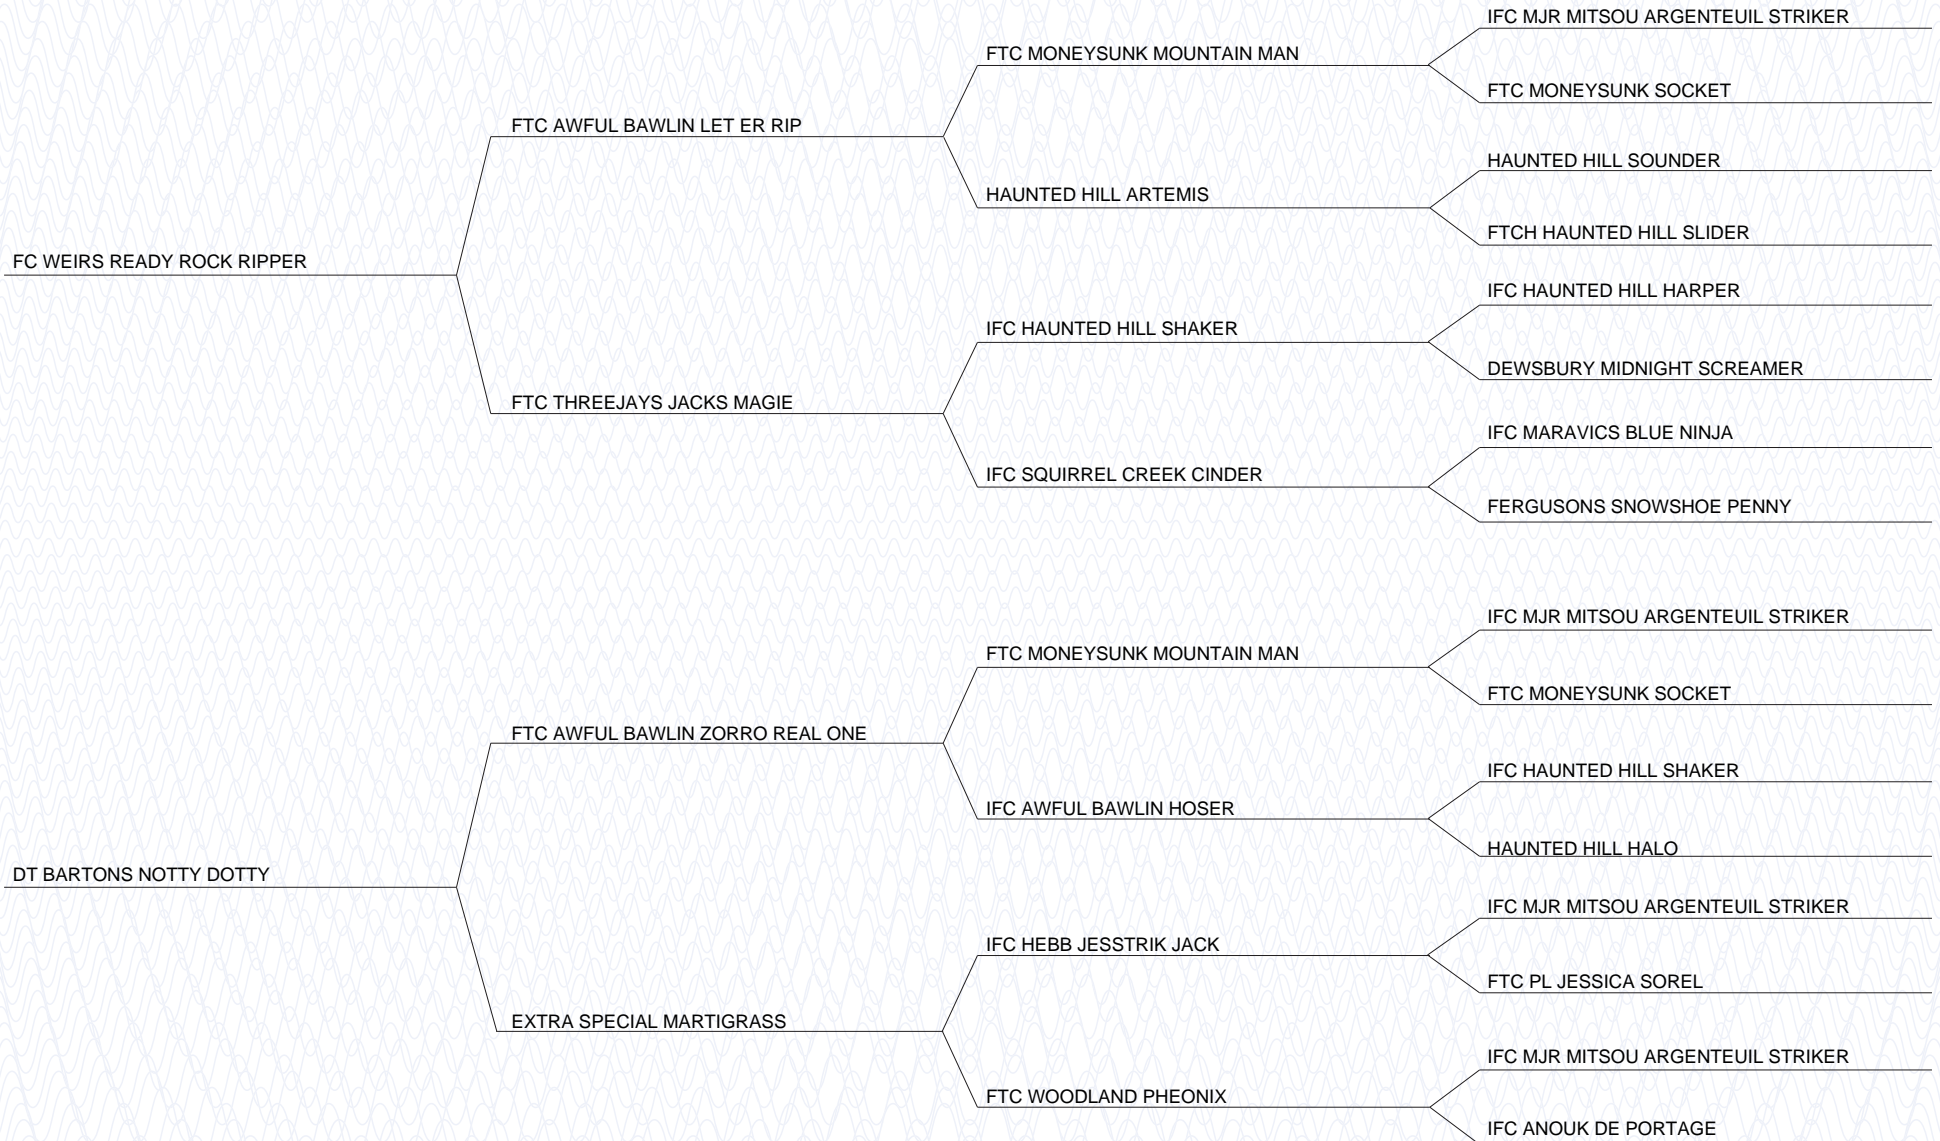 IFC MJR MITSOU ARGENTEUIL STRIKER
FTC MONEYSUNK MOUNTAIN MAN
FTC MONEYSUNK SOCKET
FTC AWFUL BAWLIN LET ER RIP
HAUNTED HILL SOUNDER
HAUNTED HILL ARTEMIS
FTCH HAUNTED HILL SLIDER
FC WEIRS READY ROCK RIPPER
IFC HAUNTED HILL HARPER
IFC HAUNTED HILL SHAKER
DEWSBURY MIDNIGHT SCREAMER
FTC THREEJAYS JACKS MAGIE
IFC MARAVICS BLUE NINJA
IFC SQUIRREL CREEK CINDER
FERGUSONS SNOWSHOE PENNY
IFC MJR MITSOU ARGENTEUIL STRIKER
FTC MONEYSUNK MOUNTAIN MAN
FTC MONEYSUNK SOCKET
FTC AWFUL BAWLIN ZORRO REAL ONE
IFC HAUNTED HILL SHAKER
IFC AWFUL BAWLIN HOSER
HAUNTED HILL HALO
DT BARTONS NOTTY DOTTY
IFC MJR MITSOU ARGENTEUIL STRIKER
IFC HEBB JESSTRIK JACK
FTC PL JESSICA SOREL
EXTRA SPECIAL MARTIGRASS
IFC MJR MITSOU ARGENTEUIL STRIKER
FTC WOODLAND PHEONIX
IFC ANOUK DE PORTAGE